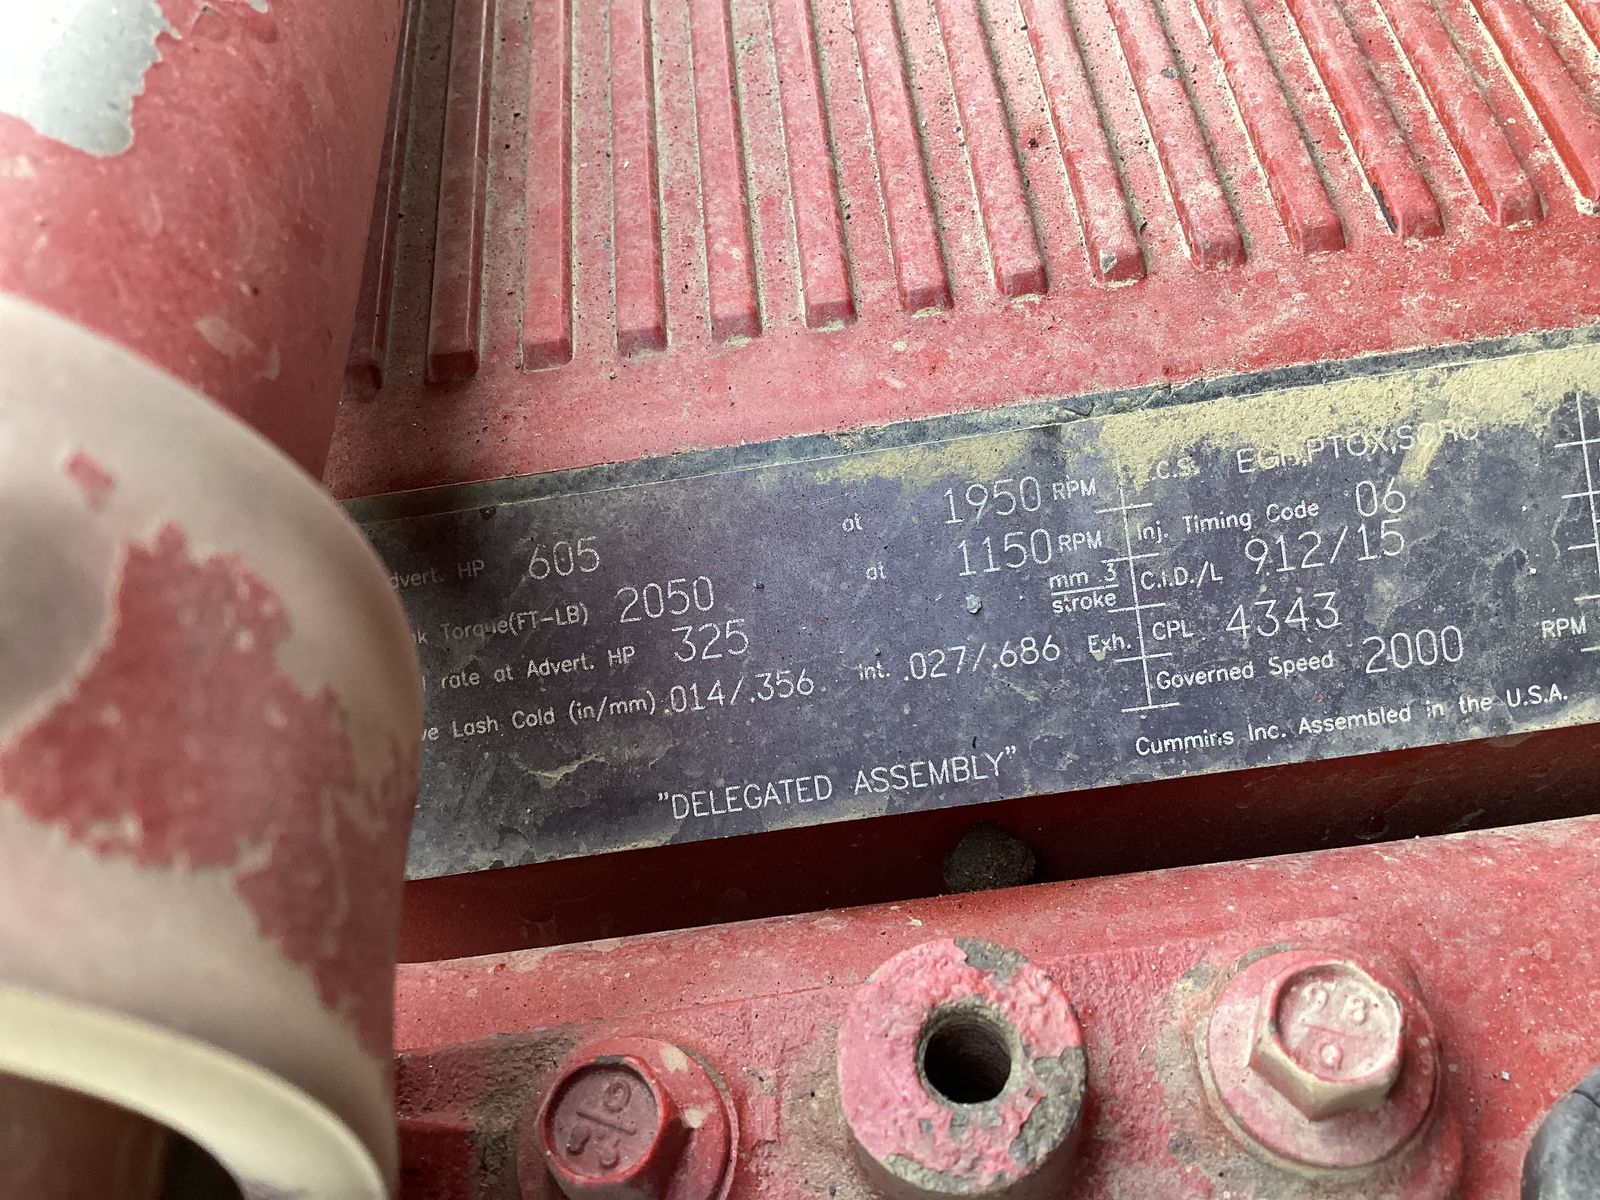 Advert. HP 605 at 1950 RPM
Torque(FT-LB) 2050 at 1150 RPM
rate at Advert. HP 325 mm 3 stroke
Lash Cold (in/mm) .014/.356 Int. .027/.686 Exh.
"DELEGATED ASSEMBLY"
EGR,PTOX,SCRC
Inj. Timing Code 06
C.I.D./L 912/15
CPL 4343
Governed Speed 2000 RPM
Cummins Inc. Assembled in the U.S.A.